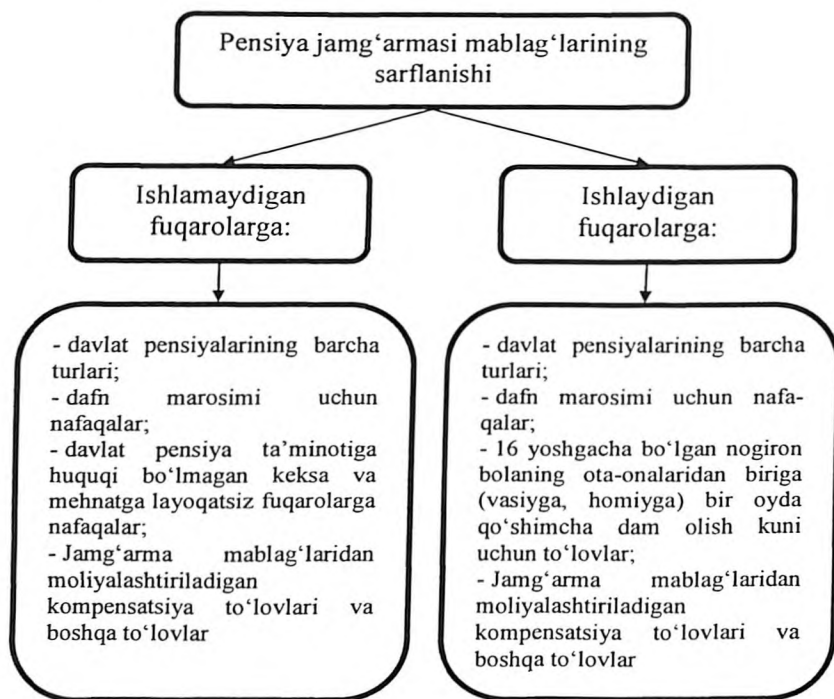 Pensiya jamg‘armasi mablag‘larining
sarflanishi
Ishlamaydigan
fuqarolarga:
Ishlaydigan
fuqarolarga:
- davlat pensiyalarining barcha
turlari;
- dafn marosimi uchun
nafaqalar;
- davlat pensiya ta’minotiga
huquqi bo‘lmagan keksa va
mehnatga layoqatsiz fuqarolarga
nafaqalar;
- Jamg‘arma mablag‘laridan
moliyalashtiriladigan
kompensatsiya to‘lovlari va
boshqa to‘lovlar
- davlat pensiyalarining barcha
turlari;
- dafn marosimi uchun nafa-
qalar;
- 16 yoshgacha bo‘lgan nogiron
bolaning ota-onalaridan biriga
(vasiyga, homiyga) bir oyda
qo‘shimcha dam olish kuni
uchun to‘lovlar;
- Jamg‘arma mablag‘laridan
moliyalashtiriladigan
kompensatsiya to‘lovlari va
boshqa to‘lovlar